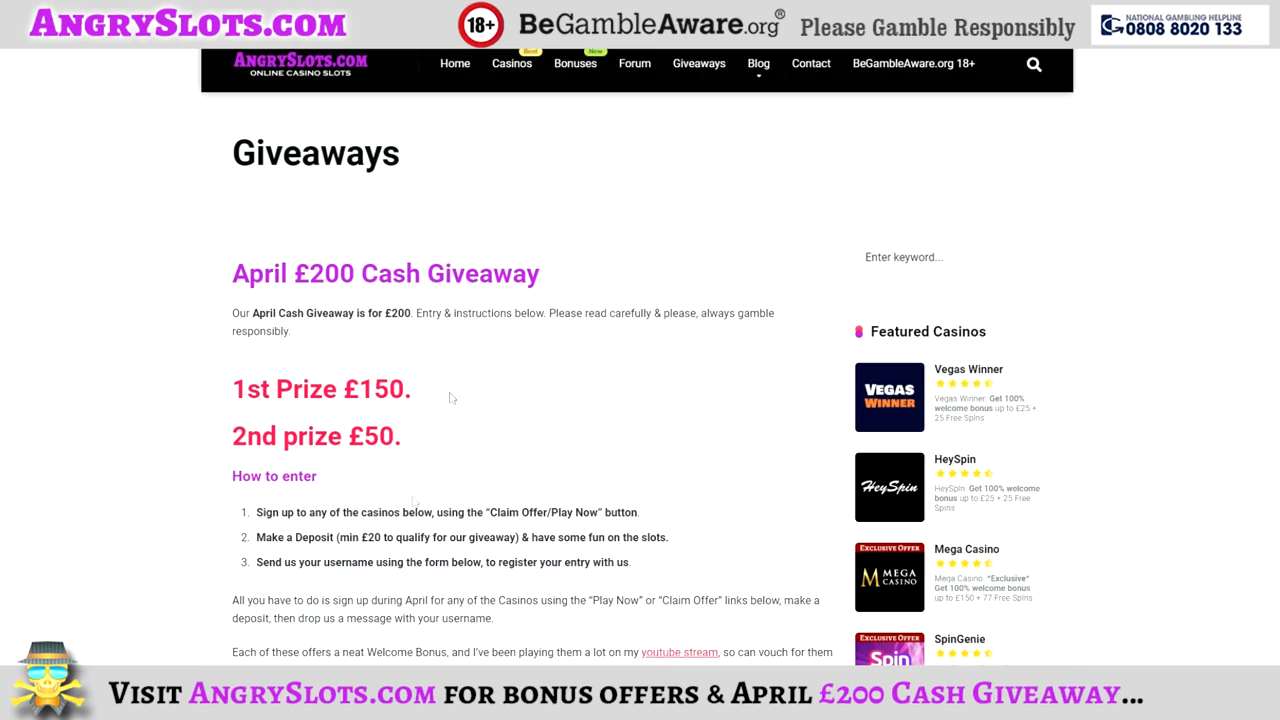 AngrySlots.com
18+
BeGambleAware.org®
Please Gamble Responsibly
NATIONAL GAMBLING HELPLINE
0808 8020 133
AngrySlots.com
ONLINE CASINO SLOTS
Home
Casinos
Best
Bonuses
New
Forum
Giveaways
Blog
Contact
BeGambleAware.org 18+
Giveaways
April £200 Cash Giveaway
Our April Cash Giveaway is for £200. Entry & instructions below. Please read carefully & please, always gamble
responsibly.
1st Prize £150.
2nd prize £50.
How to enter
1. Sign up to any of the casinos below, using the “Claim Offer/Play Now” button.
2. Make a Deposit (min £20 to qualify for our giveaway) & have some fun on the slots.
3. Send us your username using the form below, to register your entry with us.
All you have to do is sign up during April for any of the Casinos using the “Play Now” or “Claim Offer” links below, make a
deposit, then drop us a message with your username.
Each of these offers a neat Welcome Bonus, and I’ve been playing them a lot on my youtube stream, so can vouch for them
Enter keyword...
Featured Casinos
VEGAS
WINNER
Vegas Winner
Vegas Winner: Get 100%
welcome bonus up to £25 +
25 Free Spins
HeySpin
HeySpin
HeySpin: Get 100% welcome
bonus up to £25 + 25 Free
Spins
EXCLUSIVE OFFER
M MEGA
CASINO
Mega Casino
Mega Casino: *Exclusive*
Get 100% welcome bonus
up to £150 + 77 Free Spins
EXCLUSIVE OFFER
Spin
SpinGenie
Visit AngrySlots.com for bonus offers & April £200 Cash Giveaway...